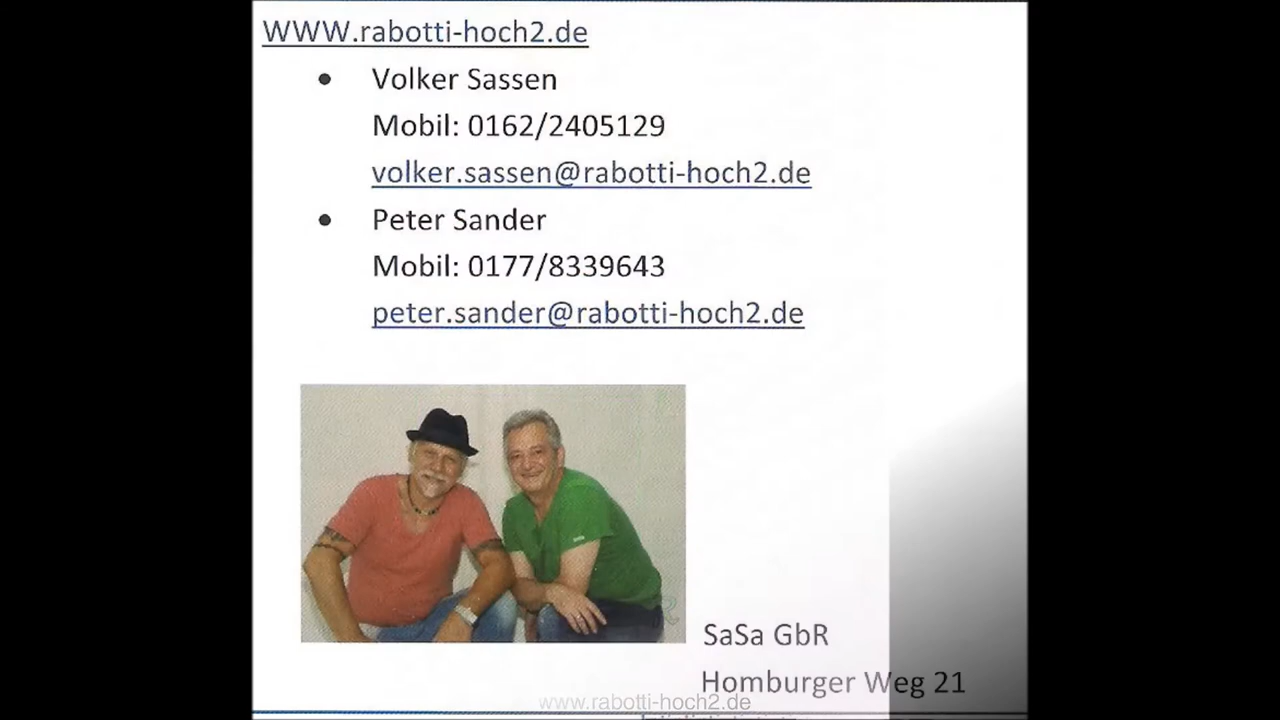 WWW.rabotti-hoch2.de
• Volker Sassen
Mobil: 0162/2405129
volker.sassen@rabotti-hoch2.de
• Peter Sander
Mobil: 0177/8339643
peter.sander@rabotti-hoch2.de
SaSa GbR
Homburger Weg 21
www.rabotti-hoch2.de